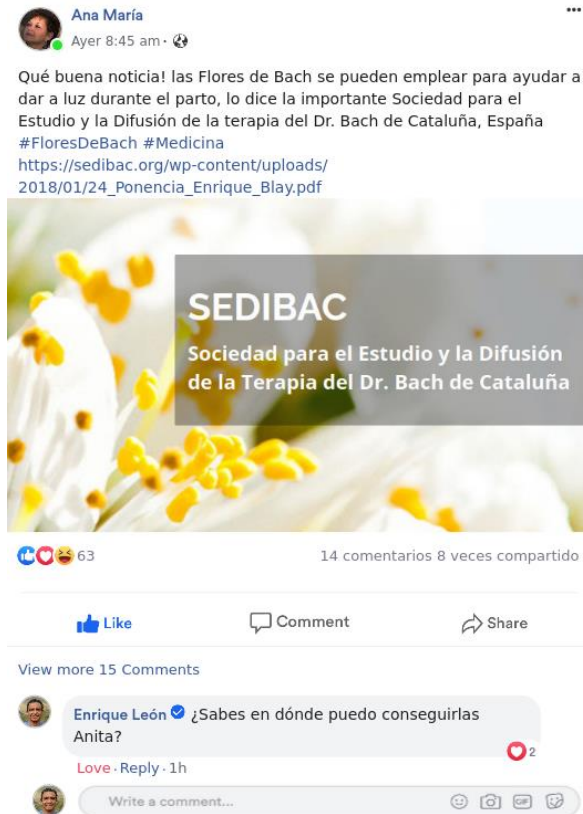 Ana María
Ayer 8:45 am ·
Qué buena noticia! las Flores de Bach se pueden emplear para ayudar a
dar a luz durante el parto, lo dice la importante Sociedad para el
Estudio y la Difusión de la terapia del Dr. Bach de Cataluña, España
#FloresDeBach #Medicina
https://sedibac.org/wp-content/uploads/
2018/01/24_Ponencia_Enrique_Blay.pdf
SEDIBAC
Sociedad para el Estudio y la Difusión
de la Terapia del Dr. Bach de Cataluña
63 14 comentarios 8 veces compartido
Like Comment Share
View more 15 Comments
Enrique León ¿Sabes en dónde puedo conseguirlas
Anita?
2
Love · Reply · 1h
Write a comment... GIF